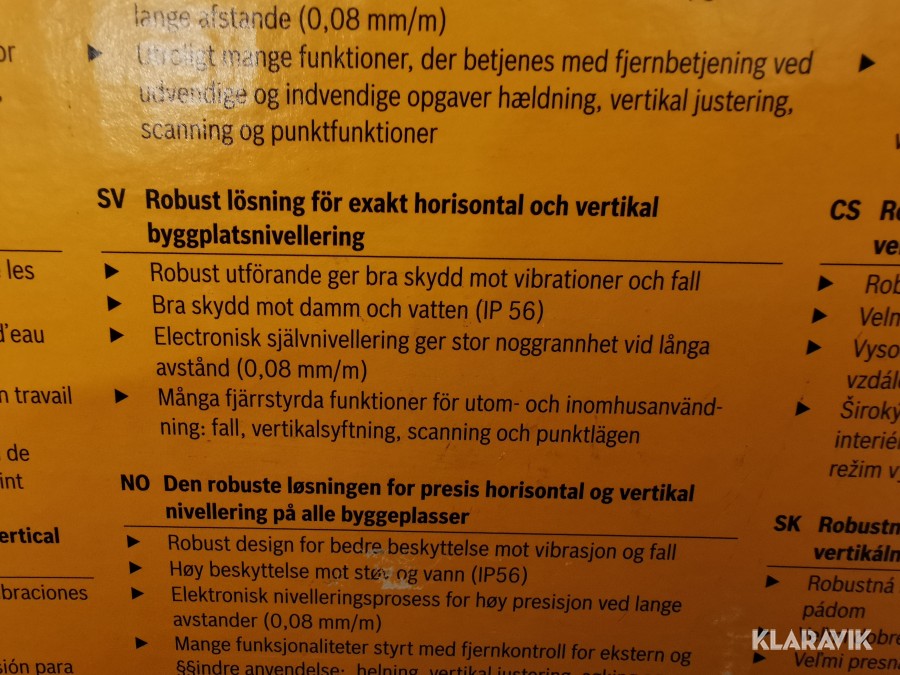 lange afstande (0,08 mm/m)
Utroligt mange funktioner, der betjenes med fjernbetjening ved
udvendige og indvendige opgaver hældning, vertikal justering,
scanning og punktfunktioner
SV Robust lösning för exakt horisontal och vertikal
byggplatsnivellering
Robust utförande ger bra skydd mot vibrationer och fall
Bra skydd mot damm och vatten (IP 56)
Electronisk självnivellering ger stor noggrannhet vid långa
avstånd (0,08 mm/m)
Många fjärrstyrda funktioner för utom- och inomhusanvänd-
ning: fall, vertikalsyftning, scanning och punktlägen
NO Den robuste løsningen for presis horisontal og vertikal
nivellering på alle byggeplasser
Robust design for bedre beskyttelse mot vibrasjon og fall
Høy beskyttelse mot støv og vann (IP56)
Elektronisk nivelleringsprosess for høy presisjon ved lange
avstander (0,08 mm/m)
Mange funksjonaliteter styrt med fjernkontroll for ekstern og
§§indre anvendelse: helning, vertikal justering,
les
d'eau
travail
de
CS
Vyso
vzdál
Široký
interiér
režim
SK Robustn
vertikáln
Robustná
pádom
Veľmi presn
sión para
KLARAVIK